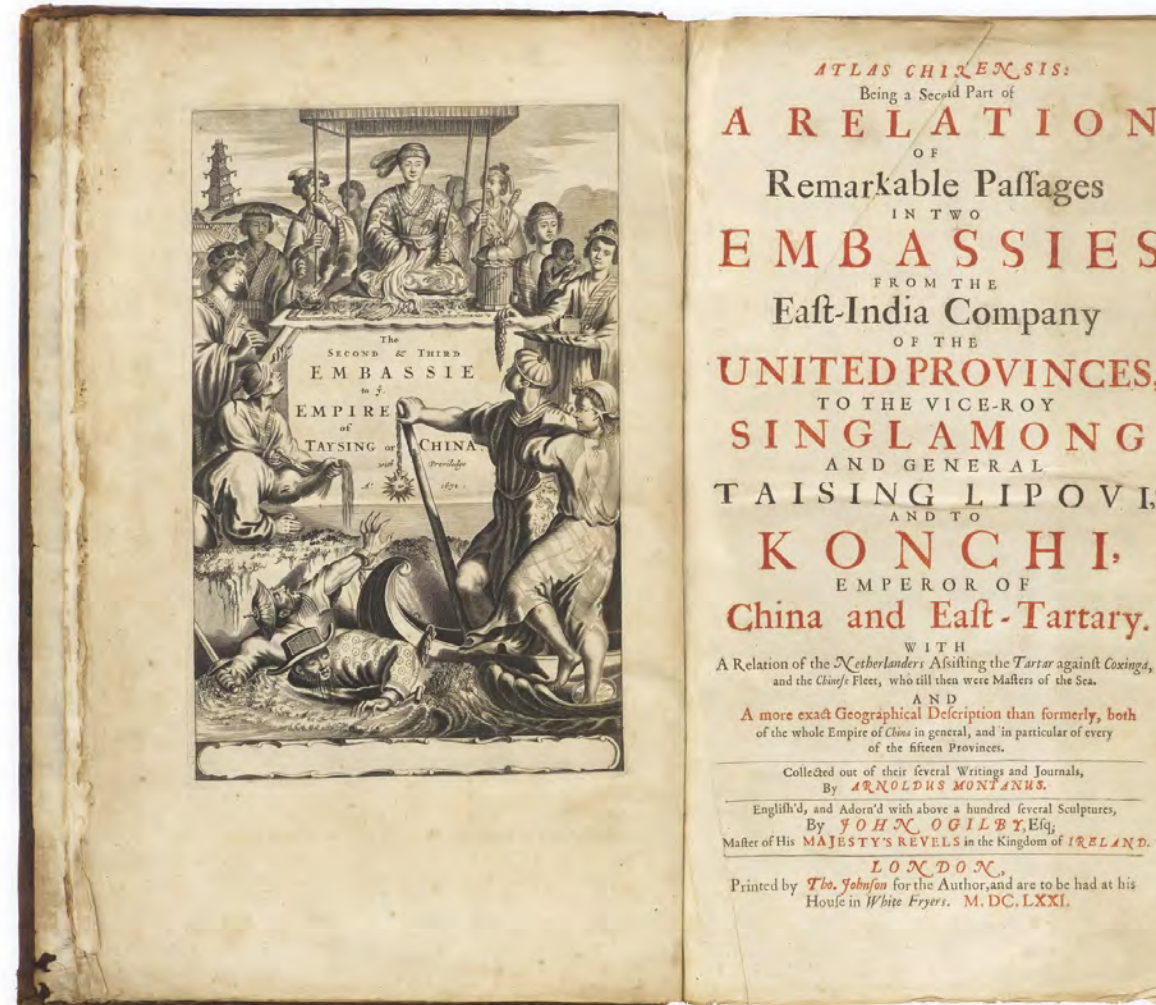 The
SECOND & THIRD
EMBASSIE
to yͤ.
EMPIRE
of
TAYSING or CHINA.
with Priviledge
Aº 1672.
ATLAS CHINENSIS:
Being a Second Part of
A RELATION
OF
Remarkable Paſſages
IN TWO
EMBASSIES
FROM THE
Eaſt-India Company
OF THE
UNITED PROVINCES,
TO THE VICE-ROY
SINGLAMONG
AND GENERAL
TAISING LIPOVI,
AND TO
KONCHI,
EMPEROR OF
China and Eaſt-Tartary.
WITH
A Relation of the Netherlanders Aſſiſting the Tartar againſt Coxinga,
and the Chineſe Fleet, who till then were Maſters of the Sea.
AND
A more exact Geographical Deſcription than formerly, both
of the whole Empire of China in general, and in particular of every
of the fifteen Provinces.
Collected out of their ſeveral Writings and Journals,
By ARNOLDUS MONTANUS.
Engliſh'd, and Adorn'd with above a hundred ſeveral Sculptures,
By JOHN OGILBY, Eſq;
Maſter of His MAJESTY'S REVELS in the Kingdom of IRELAND.
LONDON,
Printed by Tho. Johnſon for the Author, and are to be had at his
Houſe in White Fryers. M. DC. LXXI.